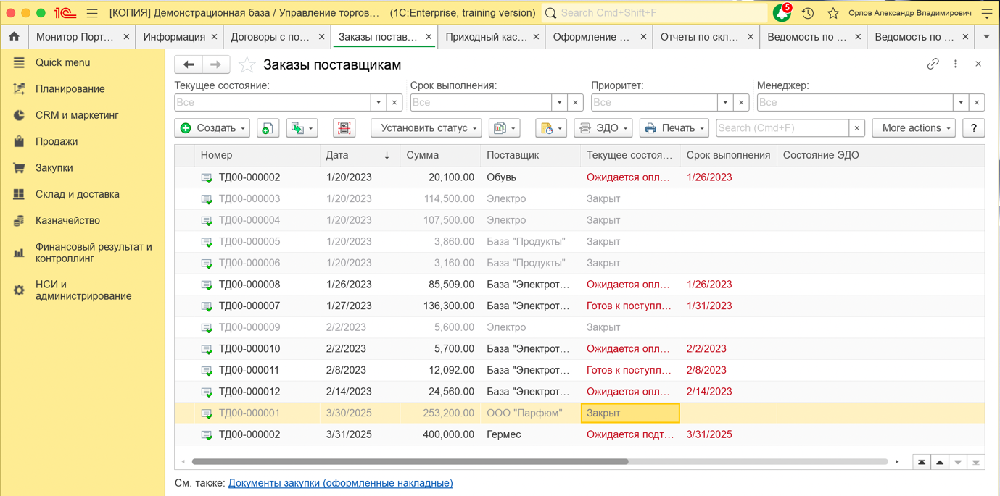 1С [КОПИЯ] Демонстрационная база / Управление торгов... (1C:Enterprise, training version) Search Cmd+Shift+F 5 Орлов Александр Владимирович
Монитор Порт... × Информация × Договоры с по... × Заказы постав... × Приходный кас... × Оформление ... × Отчеты по скл... × Ведомость по ... × Ведомость по ... ×
Quick menu
Планирование
CRM и маркетинг
Продажи
Закупки
Склад и доставка
Казначейство
Финансовый результат и
контроллинг
НСИ и
администрирование
Заказы поставщикам
Текущее состояние: Срок выполнения: Приоритет: Менеджер:
Все Все Все Все
Создать Установить статус ЭДО Печать Search (Cmd+F) × More actions ?
Номер Дата ↓ Сумма Поставщик Текущее состоя... Срок выполнения Состояние ЭДО
ТД00-000002 1/20/2023 20,100.00 Обувь Ожидается опл... 1/26/2023
ТД00-000003 1/20/2023 114,500.00 Электро Закрыт
ТД00-000004 1/20/2023 107,500.00 Электро Закрыт
ТД00-000005 1/20/2023 3,860.00 База "Продукты" Закрыт
ТД00-000006 1/20/2023 3,160.00 База "Продукты" Закрыт
ТД00-000008 1/26/2023 85,509.00 База "Электрот... Ожидается опл... 1/26/2023
ТД00-000007 1/27/2023 136,300.00 База "Электрот... Готов к поступл... 1/31/2023
ТД00-000009 2/2/2023 5,600.00 Электро Закрыт
ТД00-000010 2/2/2023 5,700.00 База "Электрот... Ожидается опл... 2/2/2023
ТД00-000011 2/8/2023 12,092.00 База "Электрот... Готов к поступл... 2/8/2023
ТД00-000012 2/14/2023 24,560.00 База "Электрот... Ожидается опл... 2/14/2023
ТД00-000001 3/30/2025 253,200.00 ООО "Парфюм" Закрыт
ТД00-000002 3/31/2025 400,000.00 Гермес Ожидается подт... 3/31/2025
См. также: Документы закупки (оформленные накладные)